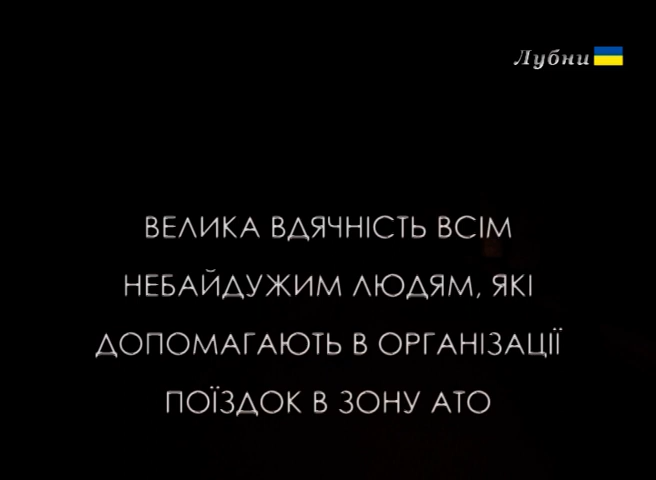 Лубни
ВЕЛИКА ВДЯЧНІСТЬ ВСІМ
НЕБАЙДУЖИМ ЛЮДЯМ, ЯКІ
ДОПОМАГАЮТЬ В ОРГАНІЗАЦІЇ
ПОЇЗДОК В ЗОНУ АТО